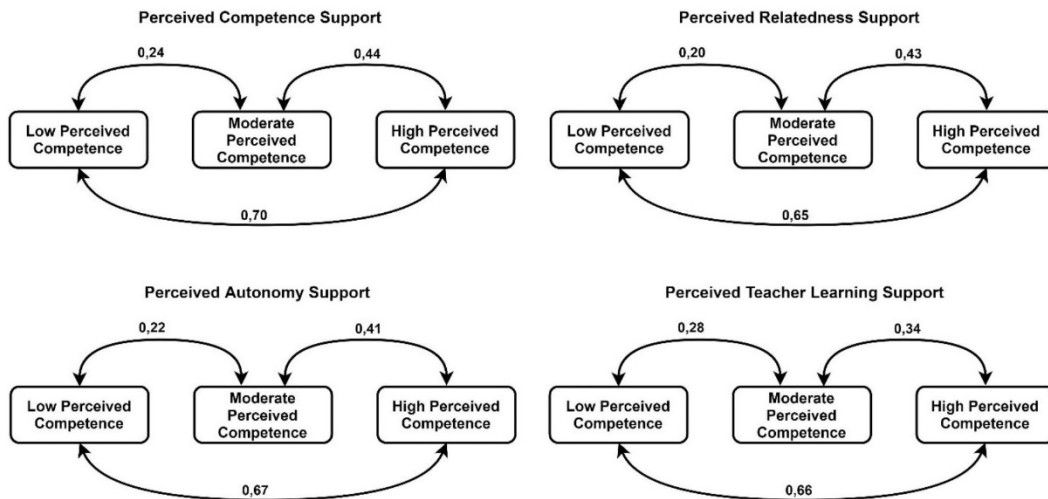 Perceived Competence Support
0,24
0,44
Low Perceived
Competence
Moderate
Perceived
Competence
High Perceived
Competence
0,70
Perceived Relatedness Support
0,20
0,43
Low Perceived
Competence
Moderate
Perceived
Competence
High Perceived
Competence
0,65
Perceived Autonomy Support
0,22
0,41
Low Perceived
Competence
Moderate
Perceived
Competence
High Perceived
Competence
0,67
Perceived Teacher Learning Support
0,28
0,34
Low Perceived
Competence
Moderate
Perceived
Competence
High Perceived
Competence
0,66